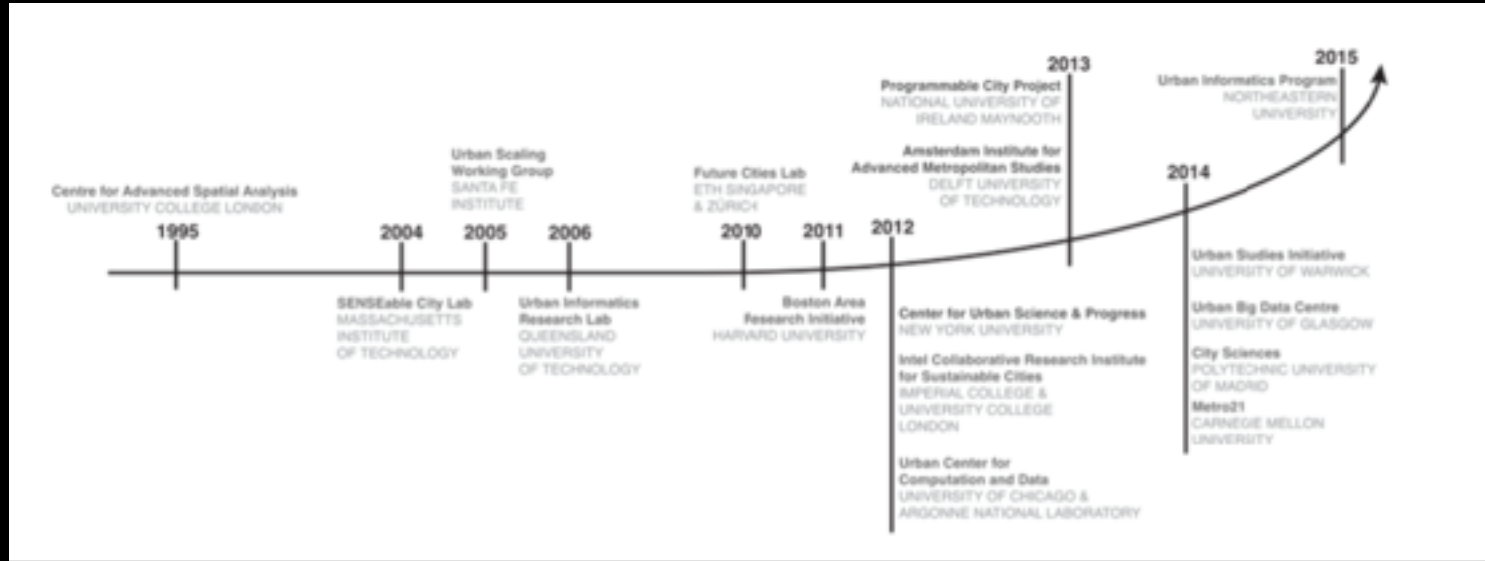 1995
Centre for Advanced Spatial Analysis
UNIVERSITY COLLEGE LONDON
2004
SENSEable City Lab
MASSACHUSETTS
INSTITUTE
OF TECHNOLOGY
2005
Urban Scaling
Working Group
SANTA FE
INSTITUTE
2006
Urban Informatics
Research Lab
QUEENSLAND
UNIVERSITY
OF TECHNOLOGY
2010
Future Cities Lab
ETH SINGAPORE
& ZÜRICH
2011
Boston Area
Research Initiative
HARVARD UNIVERSITY
2012
Center for Urban Science & Progress
NEW YORK UNIVERSITY
Intel Collaborative Research Institute
for Sustainable Cities
IMPERIAL COLLEGE &
UNIVERSITY COLLEGE
LONDON
Urban Center for
Computation and Data
UNIVERSITY OF CHICAGO &
ARGONNE NATIONAL LABORATORY
2013
Programmable City Project
NATIONAL UNIVERSITY OF
IRELAND MAYNOOTH
Amsterdam Institute for
Advanced Metropolitan Studies
DELFT UNIVERSITY
OF TECHNOLOGY
2014
Urban Studies Initiative
UNIVERSITY OF WARWICK
Urban Big Data Centre
UNIVERSITY OF GLASGOW
City Sciences
POLYTECHNIC UNIVERSITY
OF MADRID
Metro21
CARNEGIE MELLON
UNIVERSITY
2015
Urban Informatics Program
NORTHEASTERN
UNIVERSITY